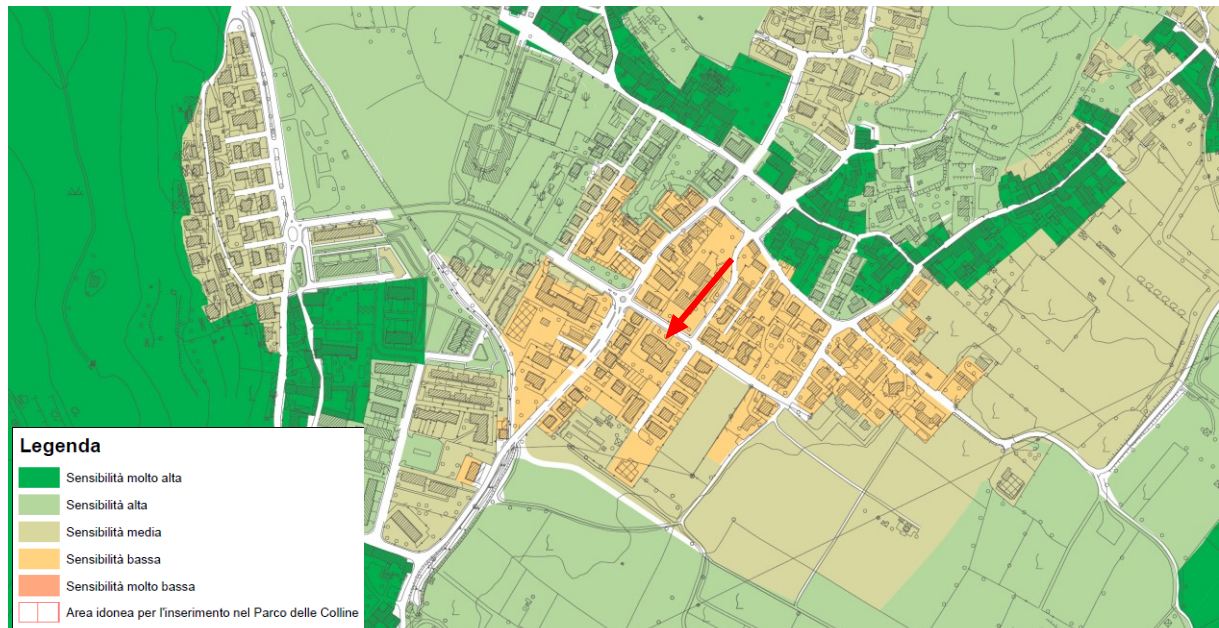 Legenda
Sensibilità molto alta
Sensibilità alta
Sensibilità media
Sensibilità bassa
Sensibilità molto bassa
Area idonea per l'inserimento nel Parco delle Colline